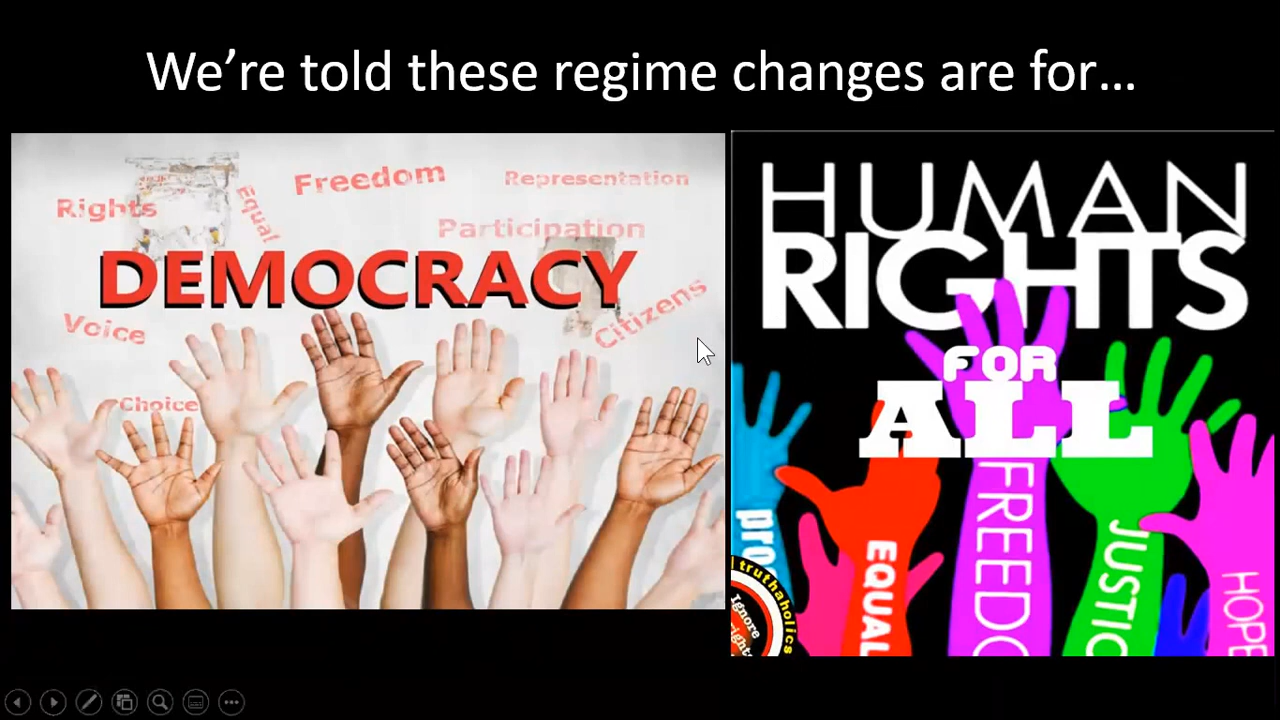 We're told these regime changes are for...
Freedom
Representation
Rights
Equal
Participation
DEMOCRACY
Citizens
Voice
Choice
HUMAN
RIGHTS
FOR
ALL
FREEDO
JUSTIC
EQUAL
HOPE
truthaholics
Ignore